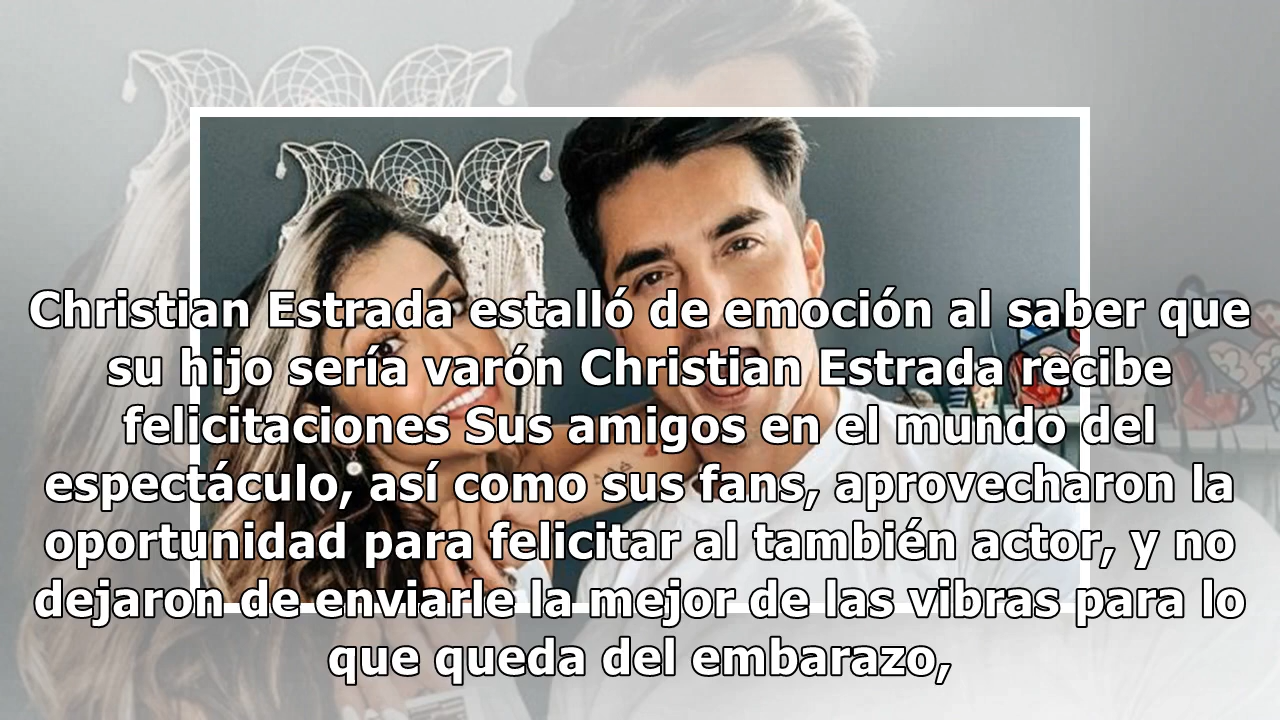 Christian Estrada estalló de emoción al saber que
su hijo sería varón Christian Estrada recibe
felicitaciones Sus amigos en el mundo del
espectáculo, así como sus fans, aprovecharon la
oportunidad para felicitar al también actor, y no
dejaron de enviarle la mejor de las vibras para lo
que queda del embarazo,